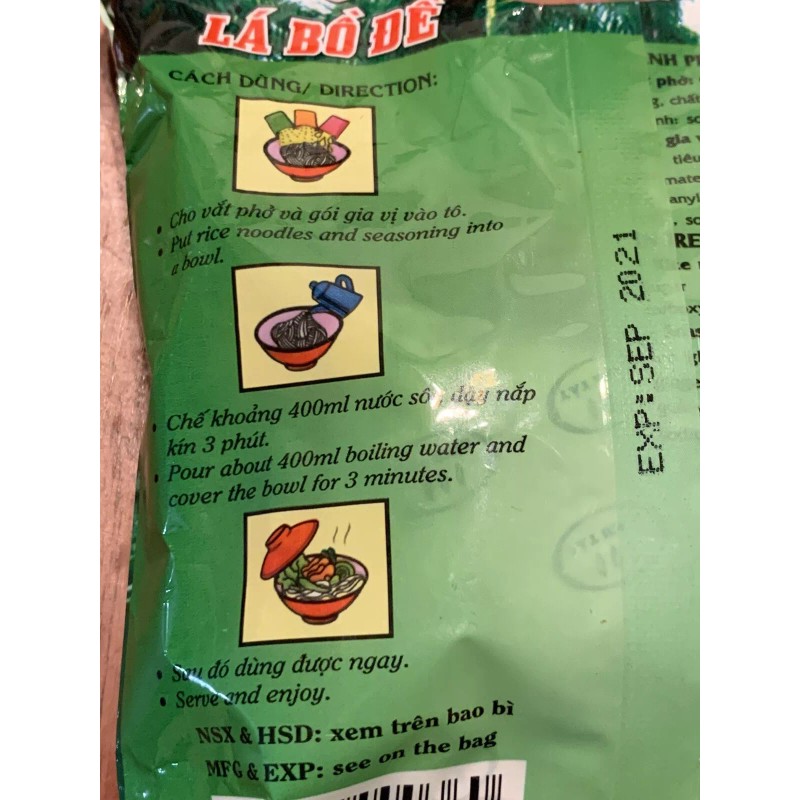 LÁ BỒ ĐỀ
CÁCH DÙNG/ DIRECTION:
• Cho vắt phở và gói gia vị vào tô.
• Put rice noodles and seasoning into
a bowl.
• Chế khoảng 400ml nước sôi, đậy nắp
kín 3 phút.
• Pour about 400ml boiling water and
cover the bowl for 3 minutes.
• Sau đó dùng được ngay.
• Serve and enjoy.
NSX & HSD: xem trên bao bì
MFG & EXP: see on the bag
EXP:SEP 2021
phở:
gia
tiêu